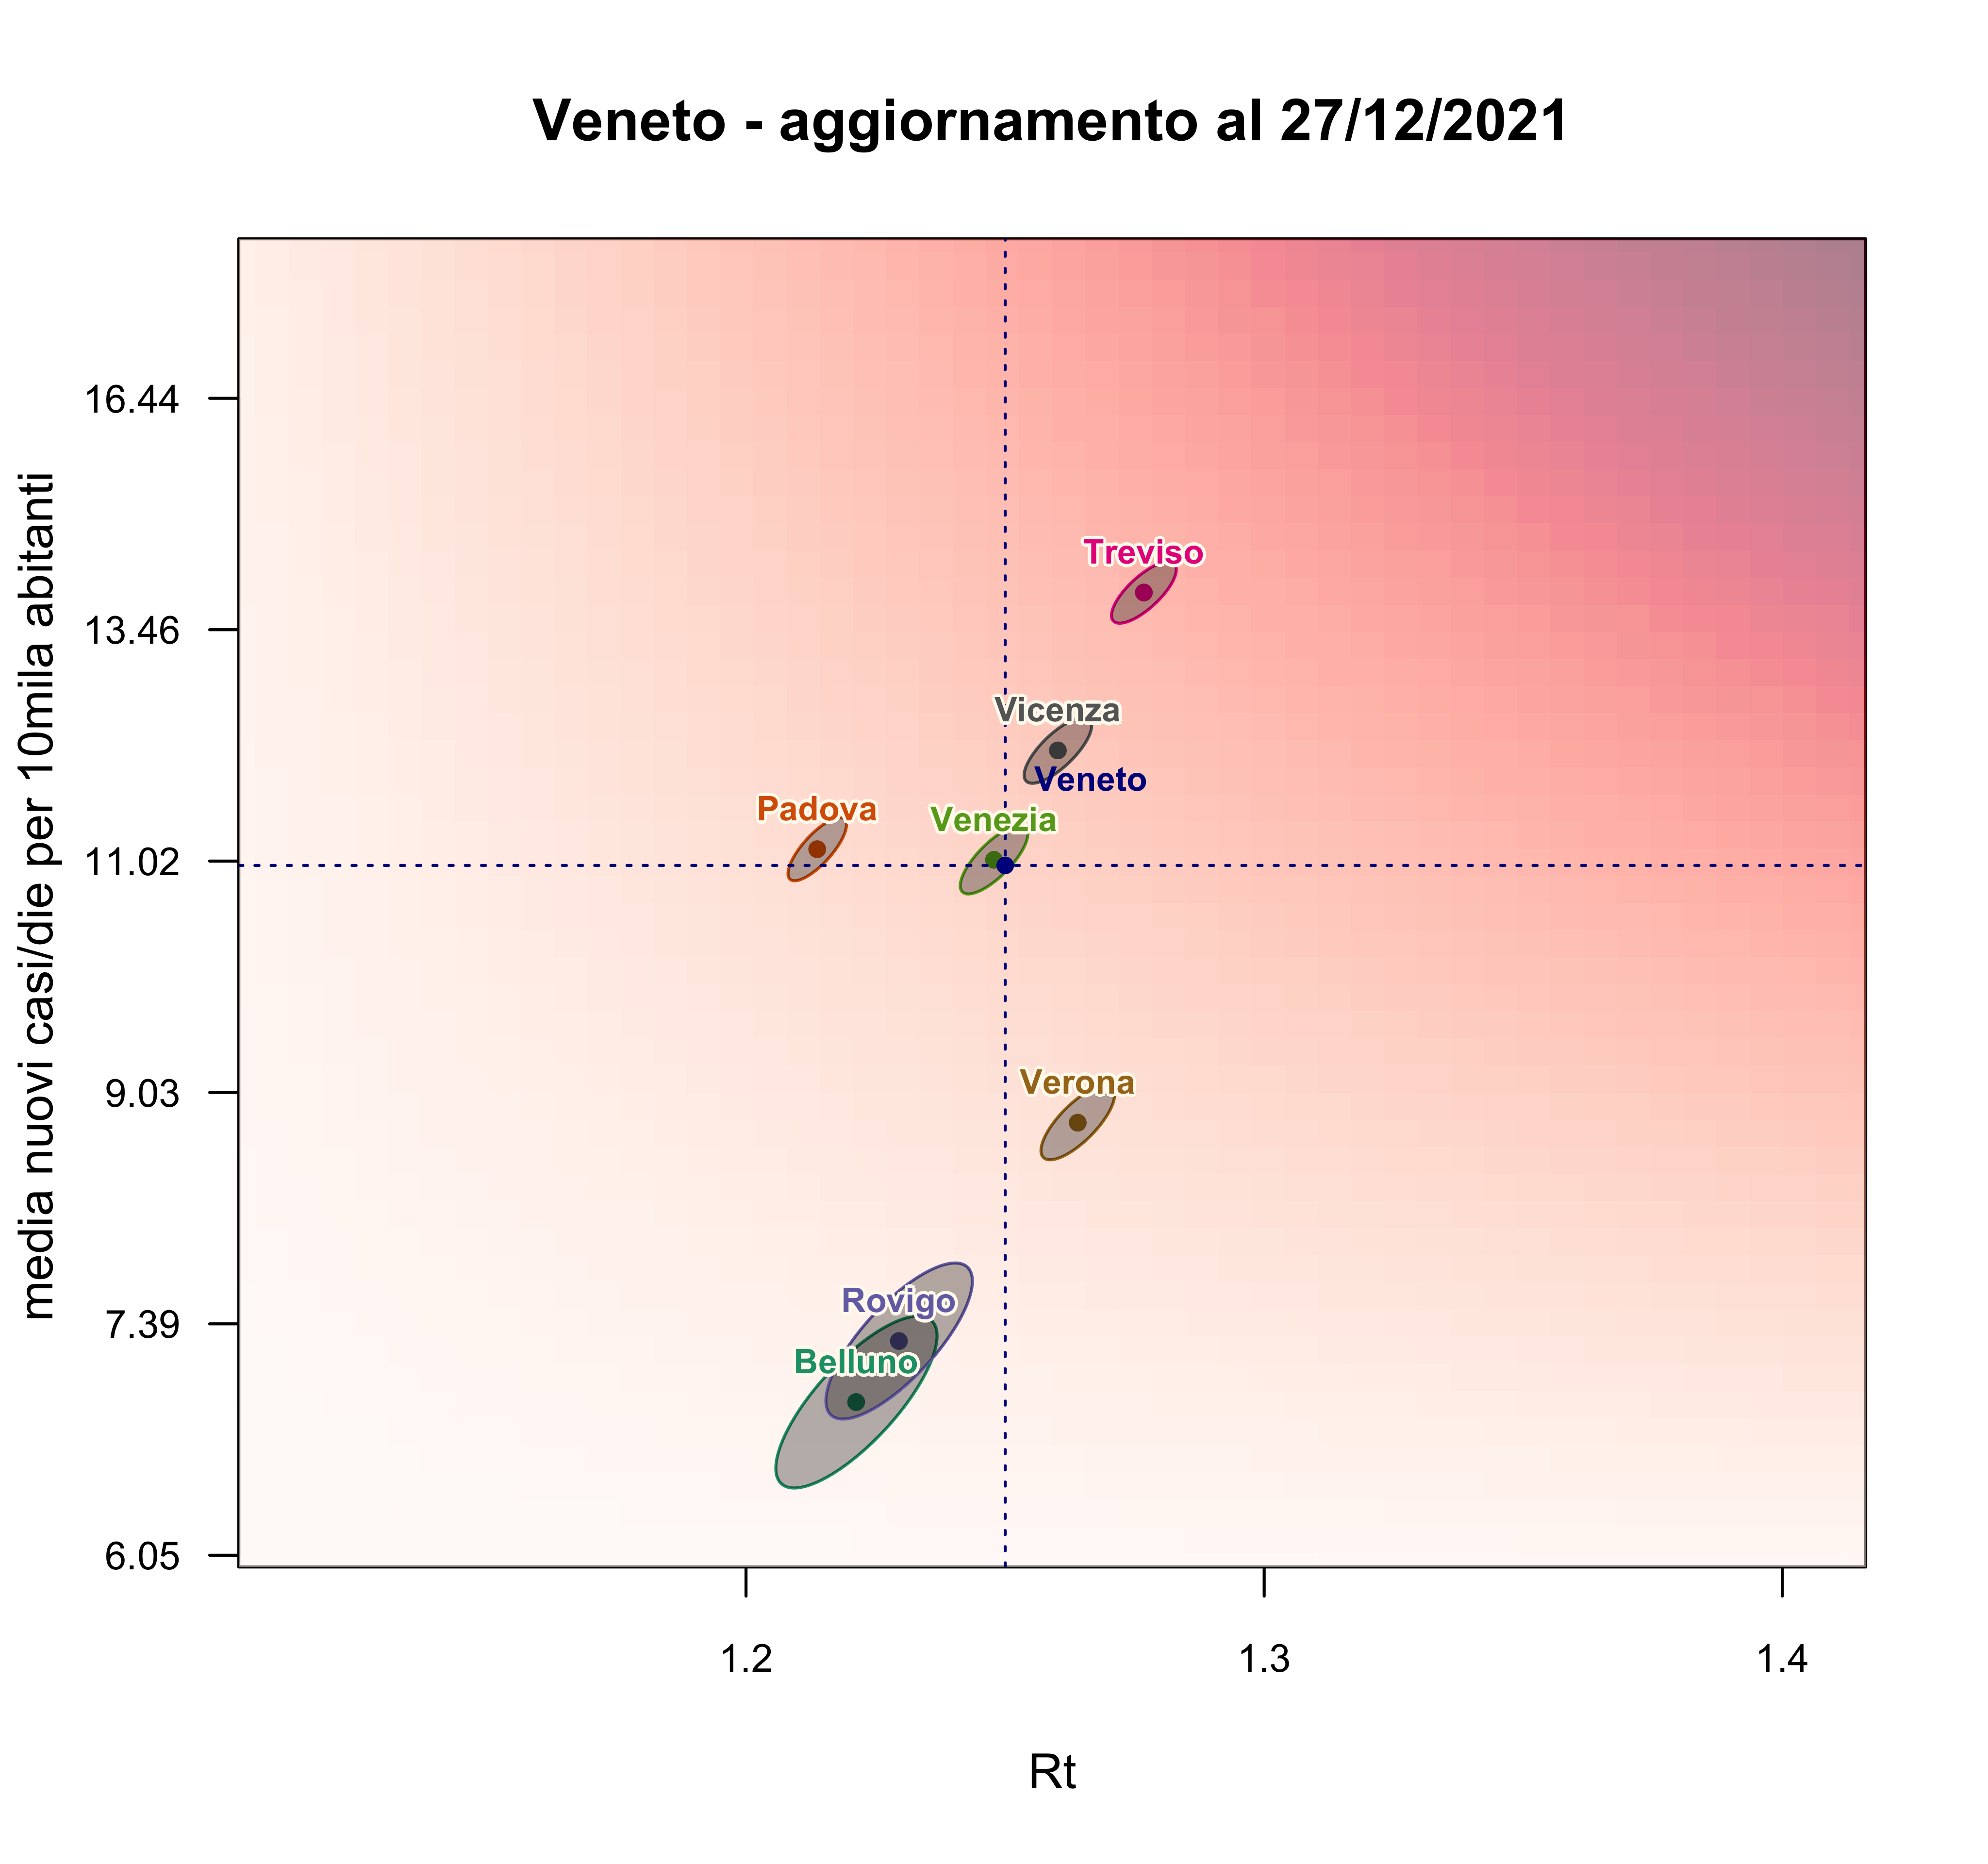 Veneto - aggiornamento al 27/12/2021
media nuovi casi/die per 10mila abitanti
16.44
13.46
11.02
9.03
7.39
6.05
Treviso
Vicenza
Veneto
Padova
Venezia
Verona
Rovigo
Belluno
1.2
1.3
1.4
Rt